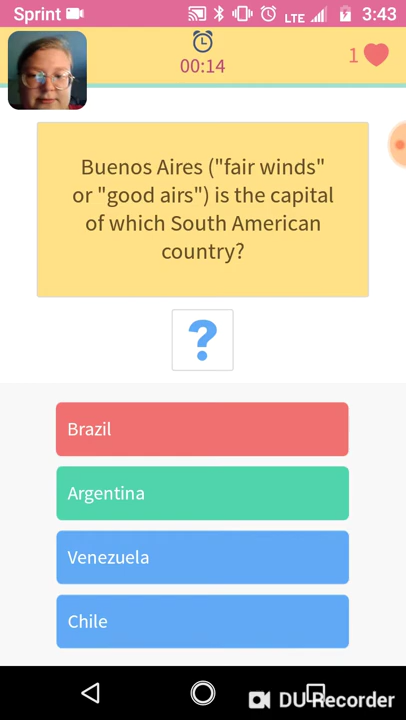 Sprint LTE 3:43
00:14
1
Buenos Aires ("fair winds"
or "good airs") is the capital
of which South American
country?
?
Brazil
Argentina
Venezuela
Chile
DU Recorder